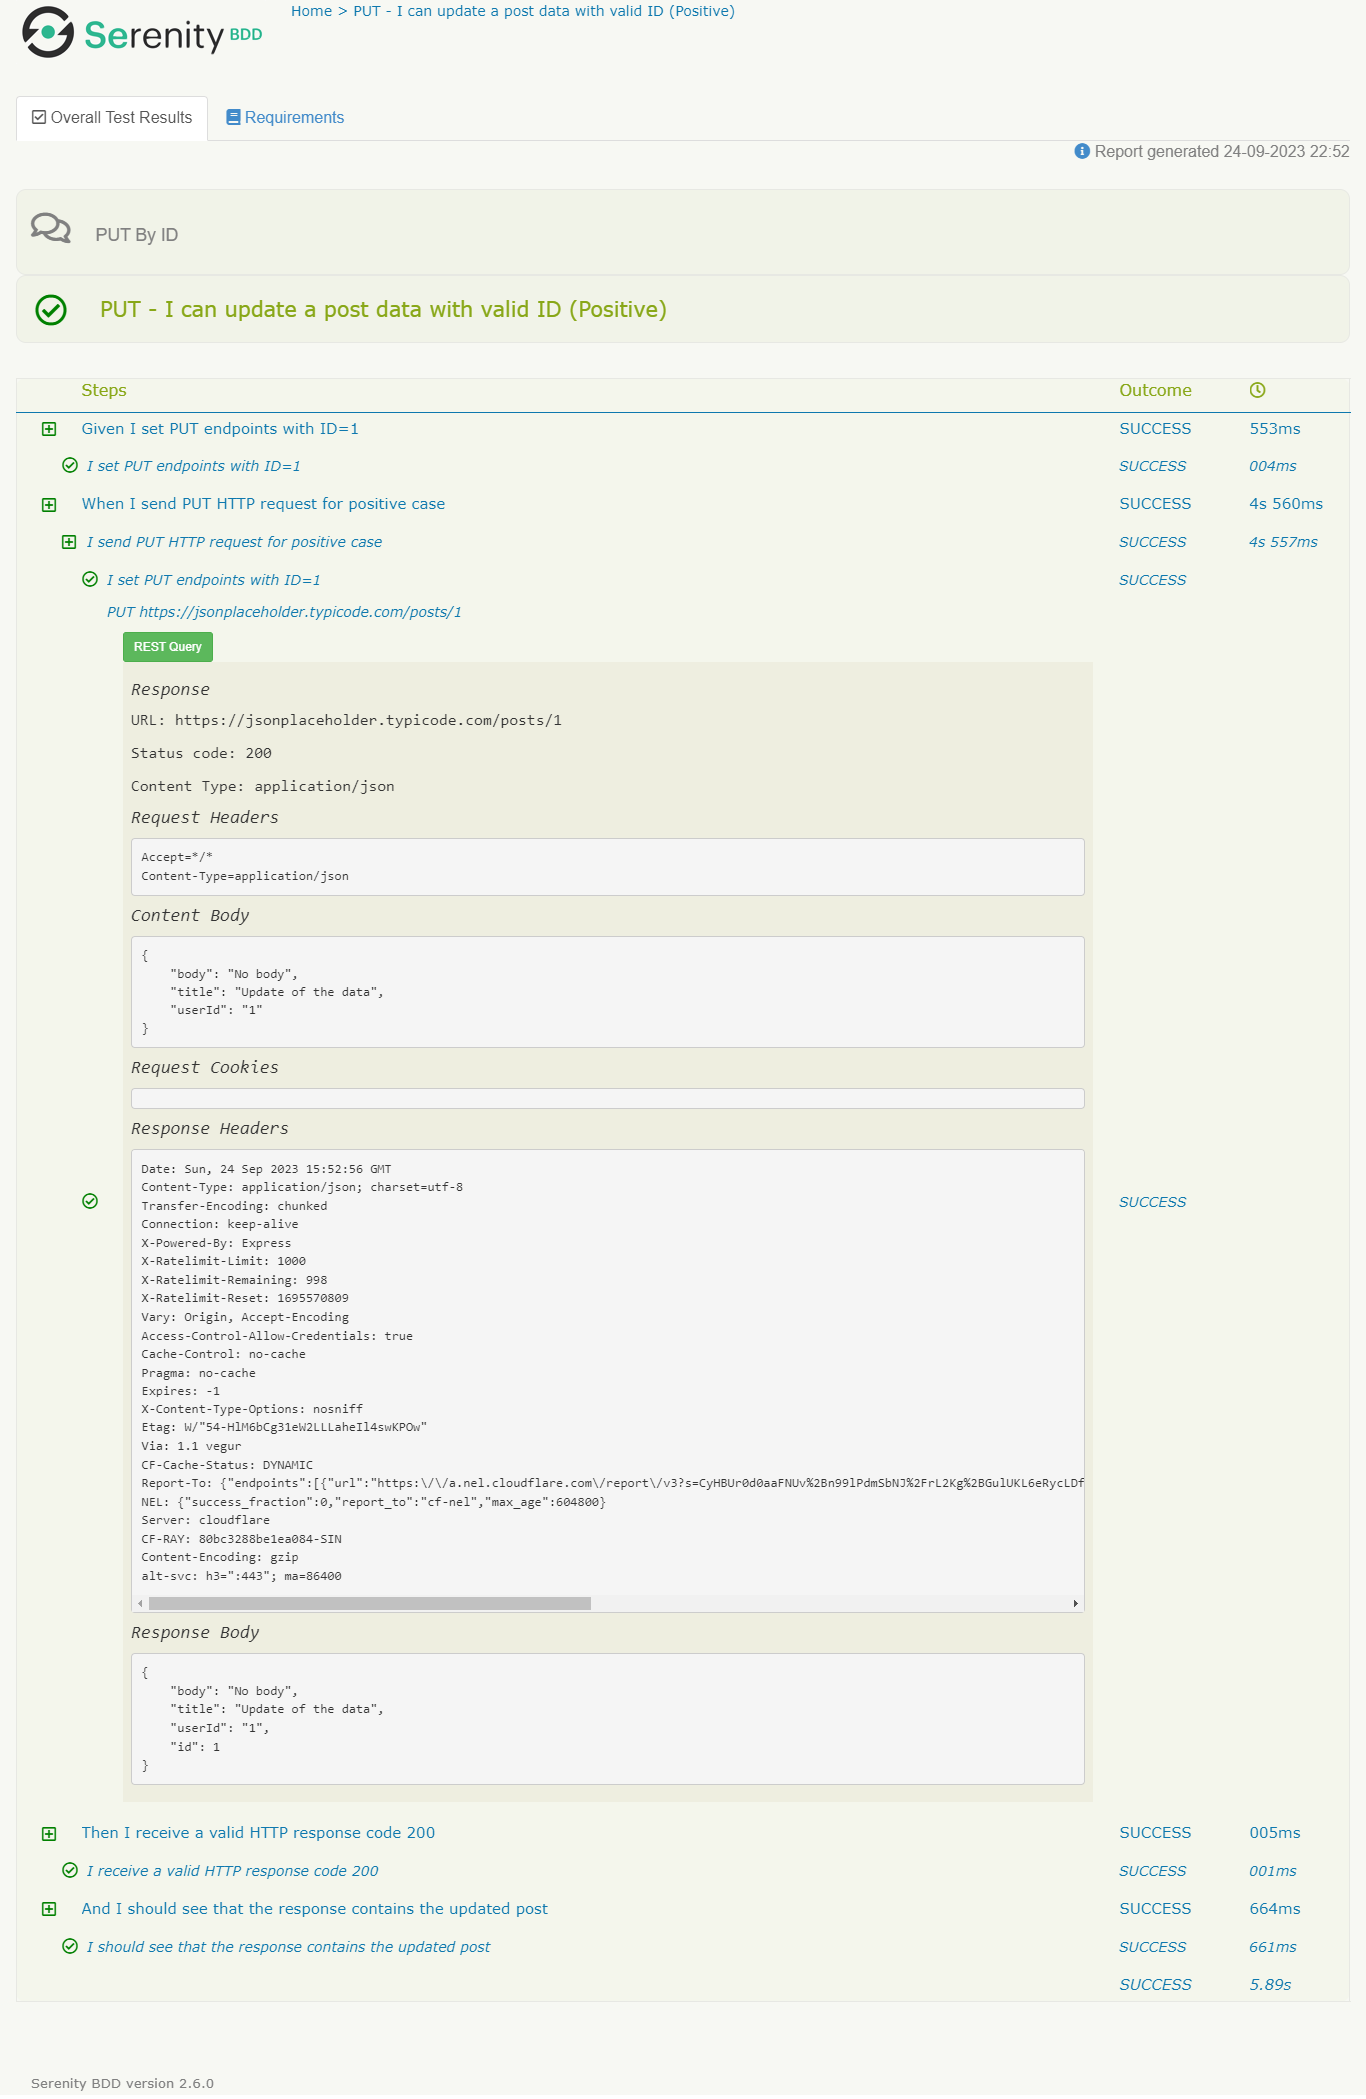 Serenity BDD
Home > PUT - I can update a post data with valid ID (Positive)
Overall Test Results
Requirements
Report generated 24-09-2023 22:52
PUT By ID
PUT - I can update a post data with valid ID (Positive)
Steps Outcome
Given I set PUT endpoints with ID=1 SUCCESS 553ms
I set PUT endpoints with ID=1 SUCCESS 004ms
When I send PUT HTTP request for positive case SUCCESS 4s 560ms
I send PUT HTTP request for positive case SUCCESS 4s 557ms
I set PUT endpoints with ID=1 SUCCESS
PUT https://jsonplaceholder.typicode.com/posts/1
REST Query
Response
URL: https://jsonplaceholder.typicode.com/posts/1
Status code: 200
Content Type: application/json
Request Headers
Accept=*/*
Content-Type=application/json
Content Body
{
"body": "No body",
"title": "Update of the data",
"userId": "1"
}
Request Cookies
Response Headers
Date: Sun, 24 Sep 2023 15:52:56 GMT
Content-Type: application/json; charset=utf-8
Transfer-Encoding: chunked
SUCCESS
Connection: keep-alive
X-Powered-By: Express
X-Ratelimit-Limit: 1000
X-Ratelimit-Remaining: 998
X-Ratelimit-Reset: 1695570809
Vary: Origin, Accept-Encoding
Access-Control-Allow-Credentials: true
Cache-Control: no-cache
Pragma: no-cache
Expires: -1
X-Content-Type-Options: nosniff
Etag: W/"54-HlM6bCg31eW2LLLaheIl4swKPOw"
Via: 1.1 vegur
CF-Cache-Status: DYNAMIC
Report-To: {"endpoints":[{"url":"https:\/\/a.nel.cloudflare.com\/report\/v3?s=CyHBUr0d0aaFNUv%2Bn99lPdmSbNJ%2FrL2Kg%2BGulUKL6eRycLDf
NEL: {"success_fraction":0,"report_to":"cf-nel","max_age":604800}
Server: cloudflare
CF-RAY: 80bc3288be1ea084-SIN
Content-Encoding: gzip
alt-svc: h3=":443"; ma=86400
Response Body
{
"body": "No body",
"title": "Update of the data",
"userId": "1",
"id": 1
}
Then I receive a valid HTTP response code 200 SUCCESS 005ms
I receive a valid HTTP response code 200 SUCCESS 001ms
And I should see that the response contains the updated post SUCCESS 664ms
I should see that the response contains the updated post SUCCESS 661ms
SUCCESS 5.89s
Serenity BDD version 2.6.0